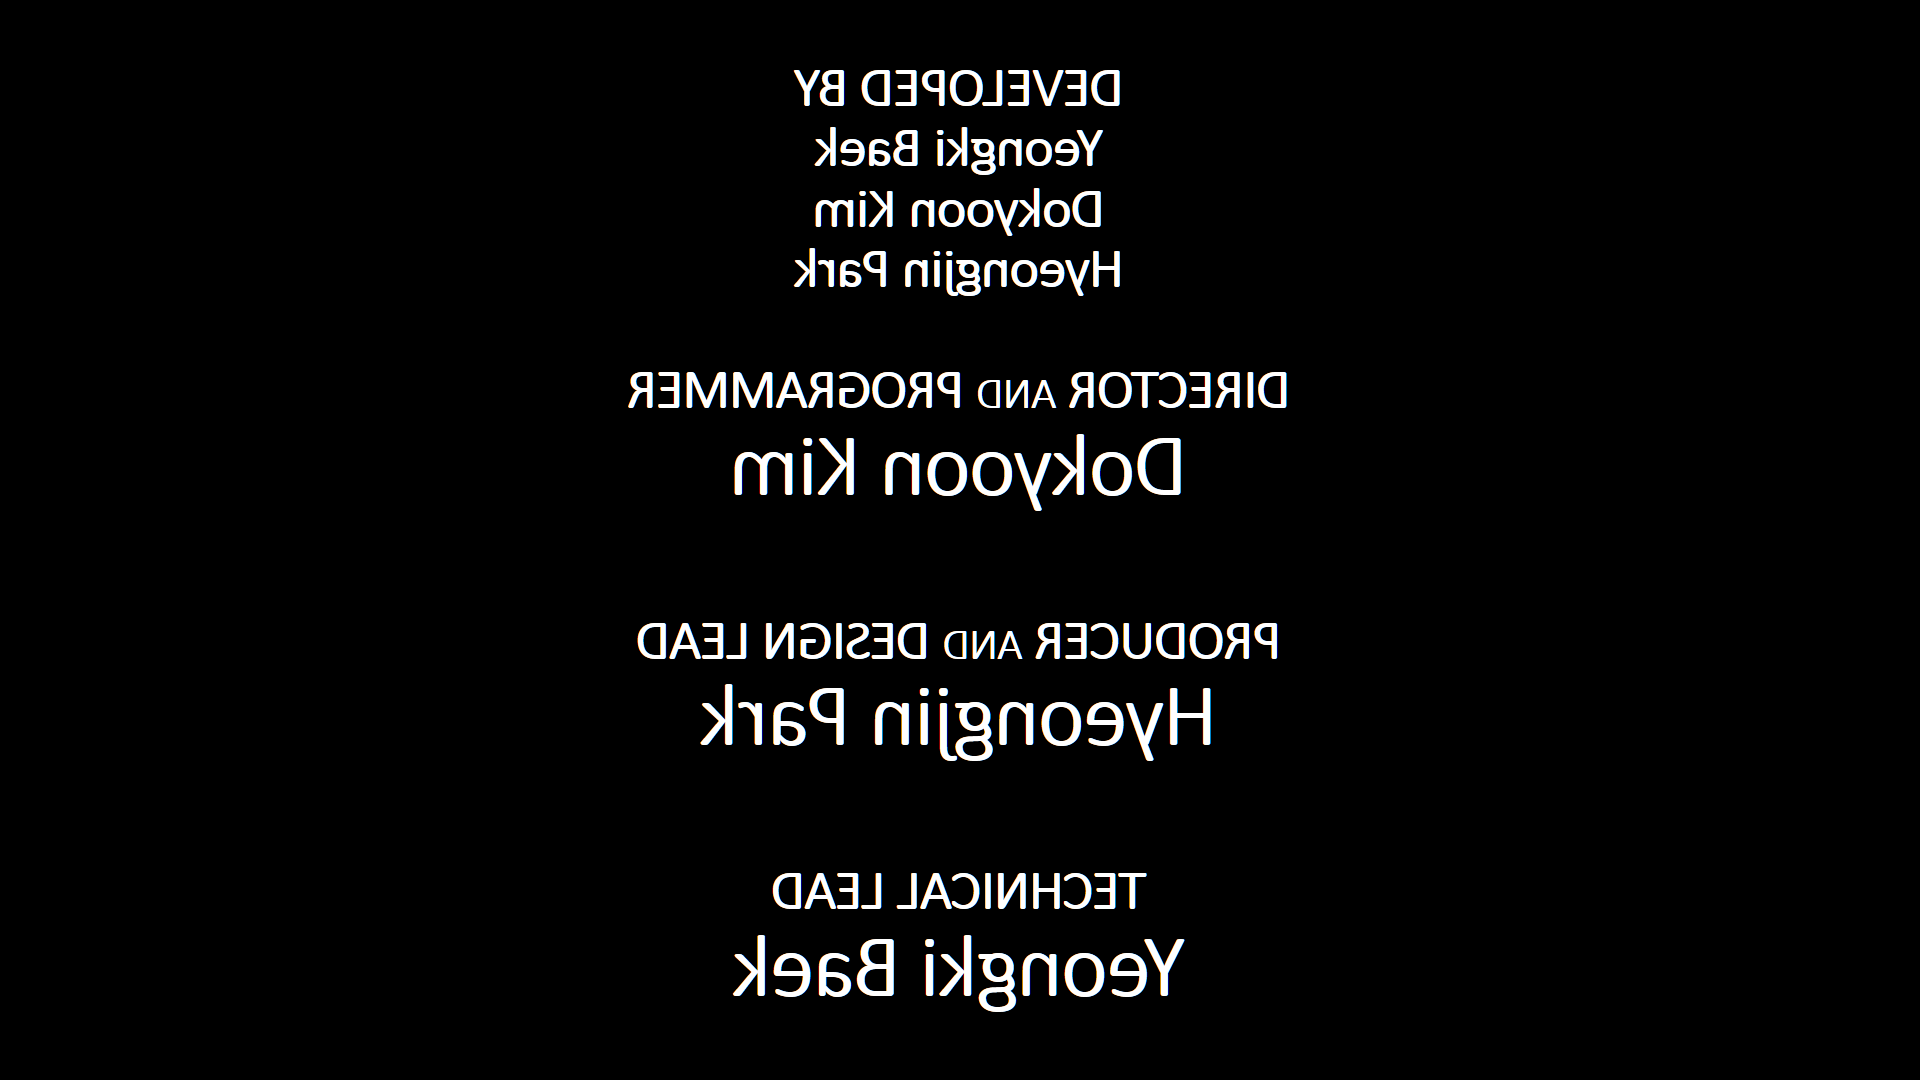 DEVELOPED BY
Yeongki Baek
Dokyoon Kim
Hyeongjin Park
DIRECTOR AND PROGRAMMER
Dokyoon Kim
PRODUCER AND DESIGN LEAD
Hyeongjin Park
TECHNICAL LEAD
Yeongki Baek